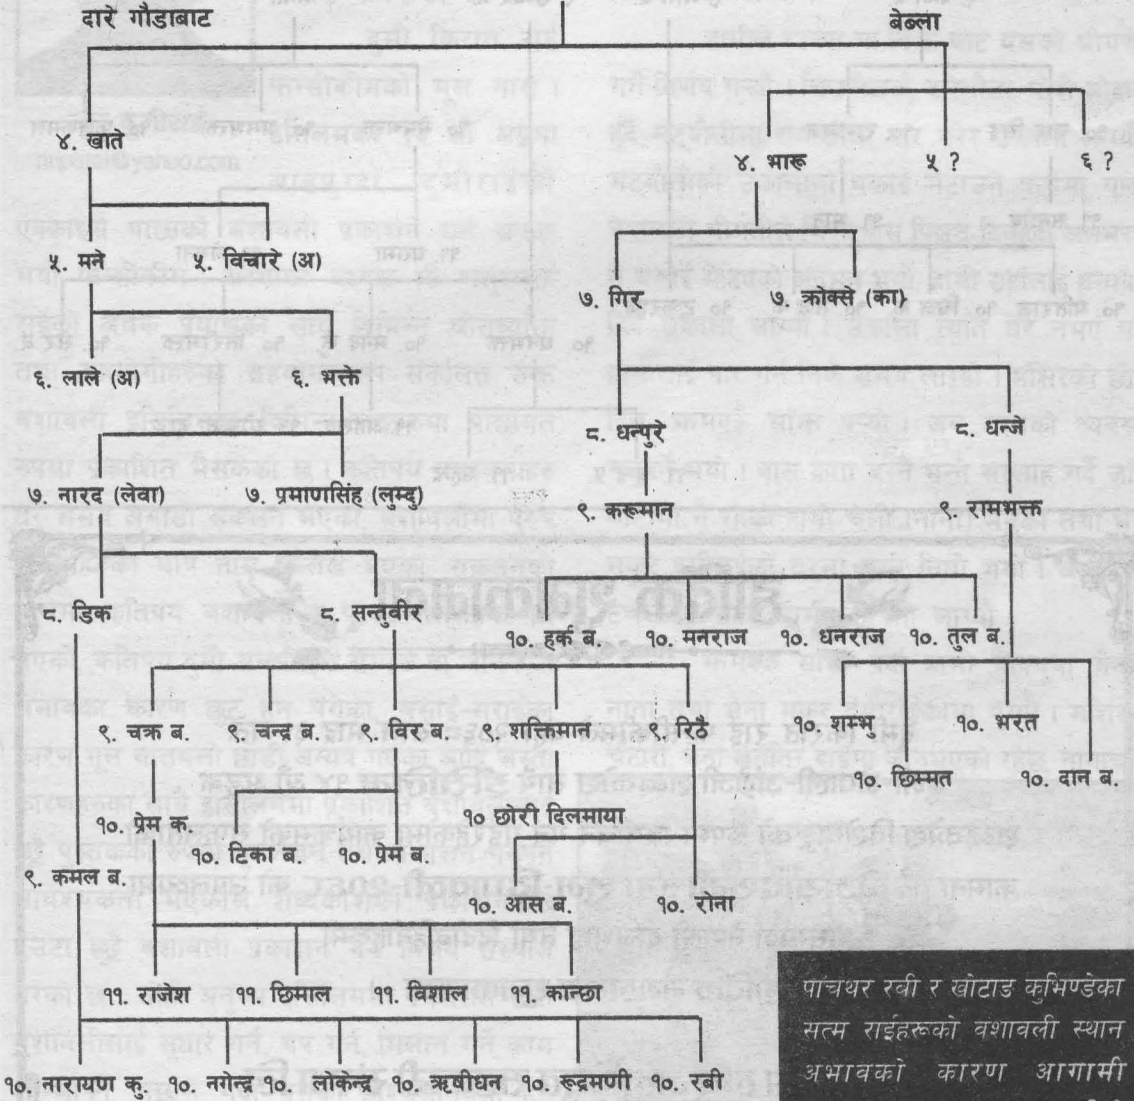 दारे गौडाबाट
बेब्ला
४. खाते
४. भारू
५ ?
६ ?
५. मने
५. विचारे (अ)
७. गिर
७. क्रोक्से (का)
६. लाले (अ)
६. भक्ते
८. धन्पुरे
८. धन्जे
७. नारद (लेवा)
७. प्रमाणसिंह (लुम्दु)
९. करूमान
९. रामभक्त
८. डिक
८. सन्तुवीर
१०. हर्क ब.
१०. मनराज
१०. धनराज
१०. तुल ब.
९. चक्र ब.
९. चन्द्र ब.
९. विर ब.
९. शक्तिमान
९. रिठै
१०. शम्भु
१०. भरत
१०. छिम्मत
१०. दान ब.
१०. प्रेम क.
१० छोरी दिलमाया
१०. टिका ब.
१०. प्रेम ब.
९. कमल ब.
१०. आस ब.
१०. रोना
११. राजेश
११. छिमाल
११. विशाल
११. कान्छा
१०. नारायण कु.
१०. नगेन्द्र
१०. लोकेन्द्र
१०. ऋषीधन
१०. रूद्रमणी
१०. रबी
पाचथर रवी र खोटाङ कुभिण्डेका
सत्म राईहरूको वशावली स्थान
अभावको कारण आगामी